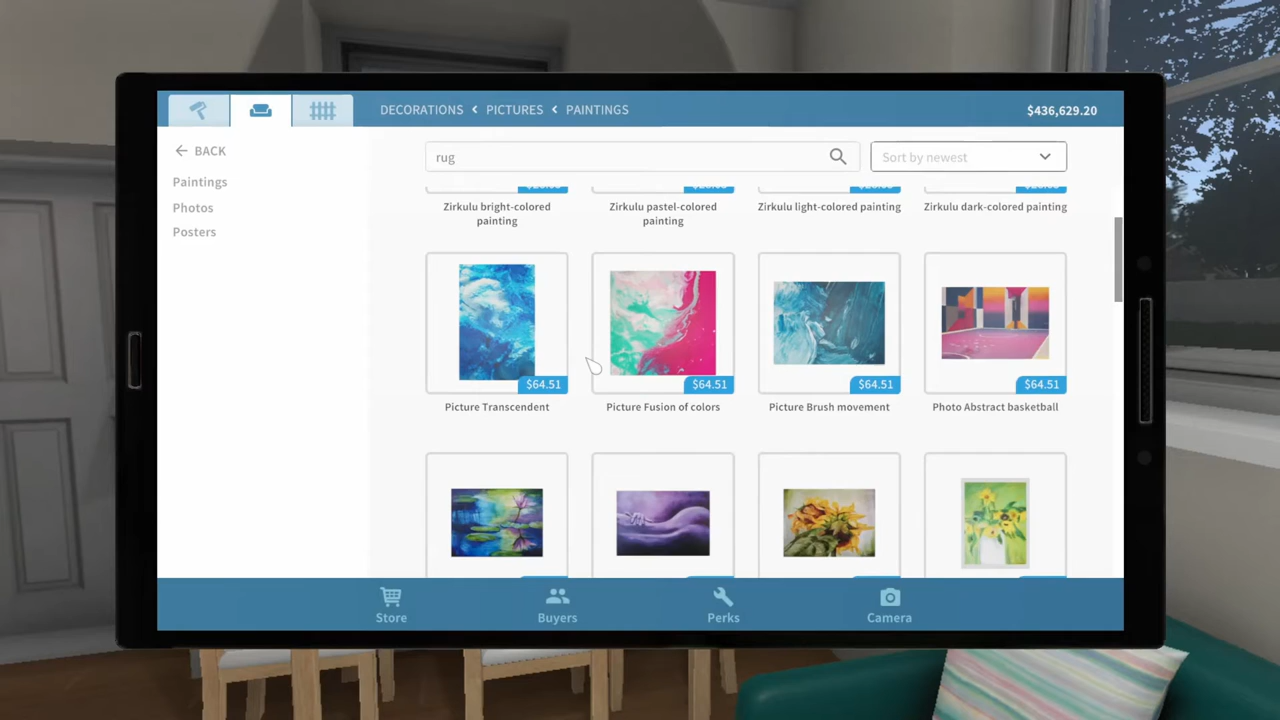 DECORATIONS < PICTURES < PAINTINGS
$436,629.20
BACK
rug
Sort by newest
Paintings
Photos
Posters
Zirkulu bright-colored
painting
Zirkulu pastel-colored
painting
Zirkulu light-colored painting
Zirkulu dark-colored painting
$64.51
$64.51
$64.51
$64.51
Picture Transcendent
Picture Fusion of colors
Picture Brush movement
Photo Abstract basketball
Store
Buyers
Perks
Camera